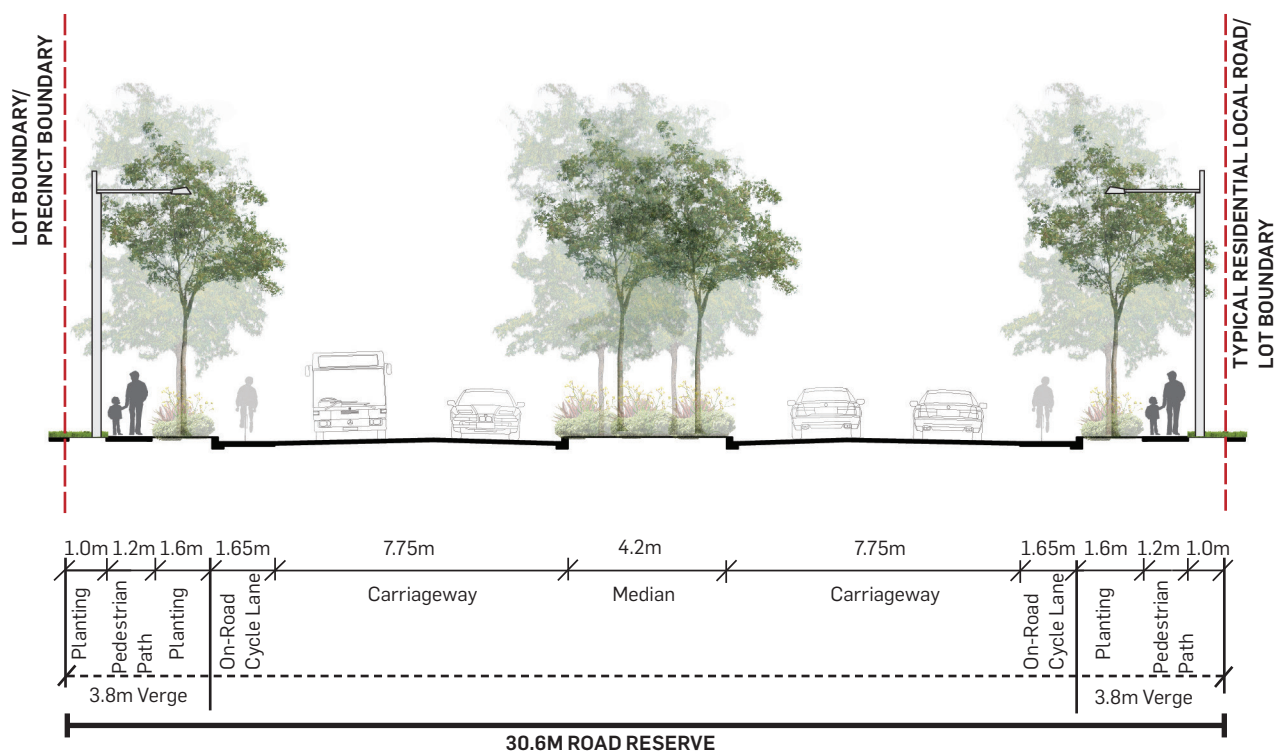 LOT BOUNDARY/
PRECINCT BOUNDARY
TYPICAL RESIDENTIAL LOCAL ROAD/
LOT BOUNDARY
1.0m 1.2m 1.6m 1.65m 7.75m 4.2m 7.75m 1.65m 1.6m 1.2m 1.0m
Planting
Pedestrian
Path
Planting
On-Road
Cycle Lane
Carriageway
Median
Carriageway
On-Road
Cycle Lane
Planting
Pedestrian
Path
3.8m Verge
3.8m Verge
30.6M ROAD RESERVE